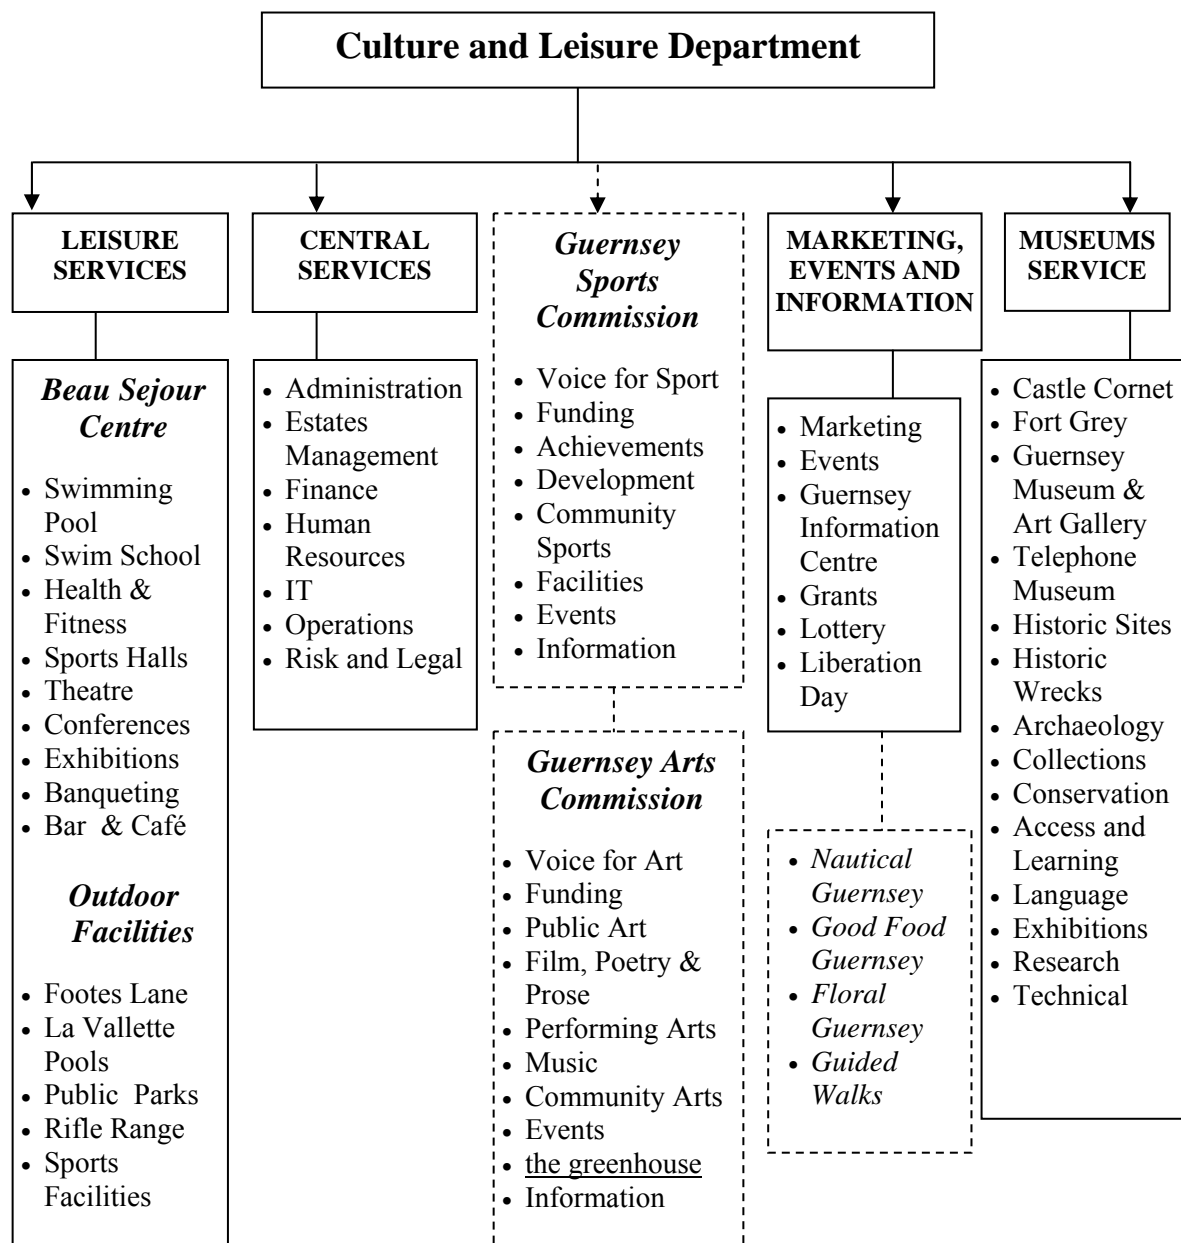 Culture and Leisure Department
LEISURE
SERVICES
Beau Sejour
Centre
• Swimming
Pool
• Swim School
• Health &
Fitness
• Sports Halls
• Theatre
• Conferences
• Exhibitions
• Banqueting
• Bar & Café
Outdoor
Facilities
• Footes Lane
• La Vallette
Pools
• Public Parks
• Rifle Range
• Sports
Facilities
CENTRAL
SERVICES
• Administration
• Estates
Management
• Finance
• Human
Resources
• IT
• Operations
• Risk and Legal
Guernsey
Sports
Commission
• Voice for Sport
• Funding
• Achievements
• Development
• Community
Sports
• Facilities
• Events
• Information
Guernsey Arts
Commission
• Voice for Art
• Funding
• Public Art
• Film, Poetry &
Prose
• Performing Arts
• Music
• Community Arts
• Events
• the greenhouse
• Information
MARKETING,
EVENTS AND
INFORMATION
• Marketing
• Events
• Guernsey
Information
Centre
• Grants
• Lottery
• Liberation
Day
• Nautical
Guernsey
• Good Food
Guernsey
• Floral
Guernsey
• Guided
Walks
MUSEUMS
SERVICE
• Castle Cornet
• Fort Grey
• Guernsey
Museum &
Art Gallery
• Telephone
Museum
• Historic Sites
• Historic
Wrecks
• Archaeology
• Collections
• Conservation
• Access and
Learning
• Language
• Exhibitions
• Research
• Technical